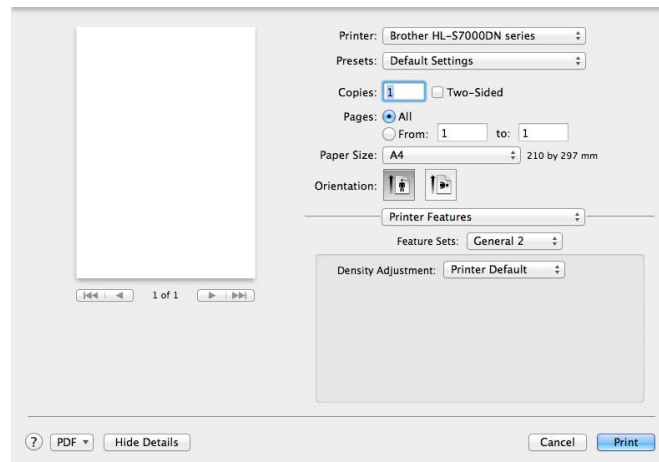 Printer: Brother HL-S7000DN series
Presets: Default Settings
Copies: 1 Two-Sided
Pages: All
From: 1 to: 1
Paper Size: A4 210 by 297 mm
Orientation:
Printer Features
Feature Sets: General 2
Density Adjustment: Printer Default
1 of 1
? PDF Hide Details Cancel Print